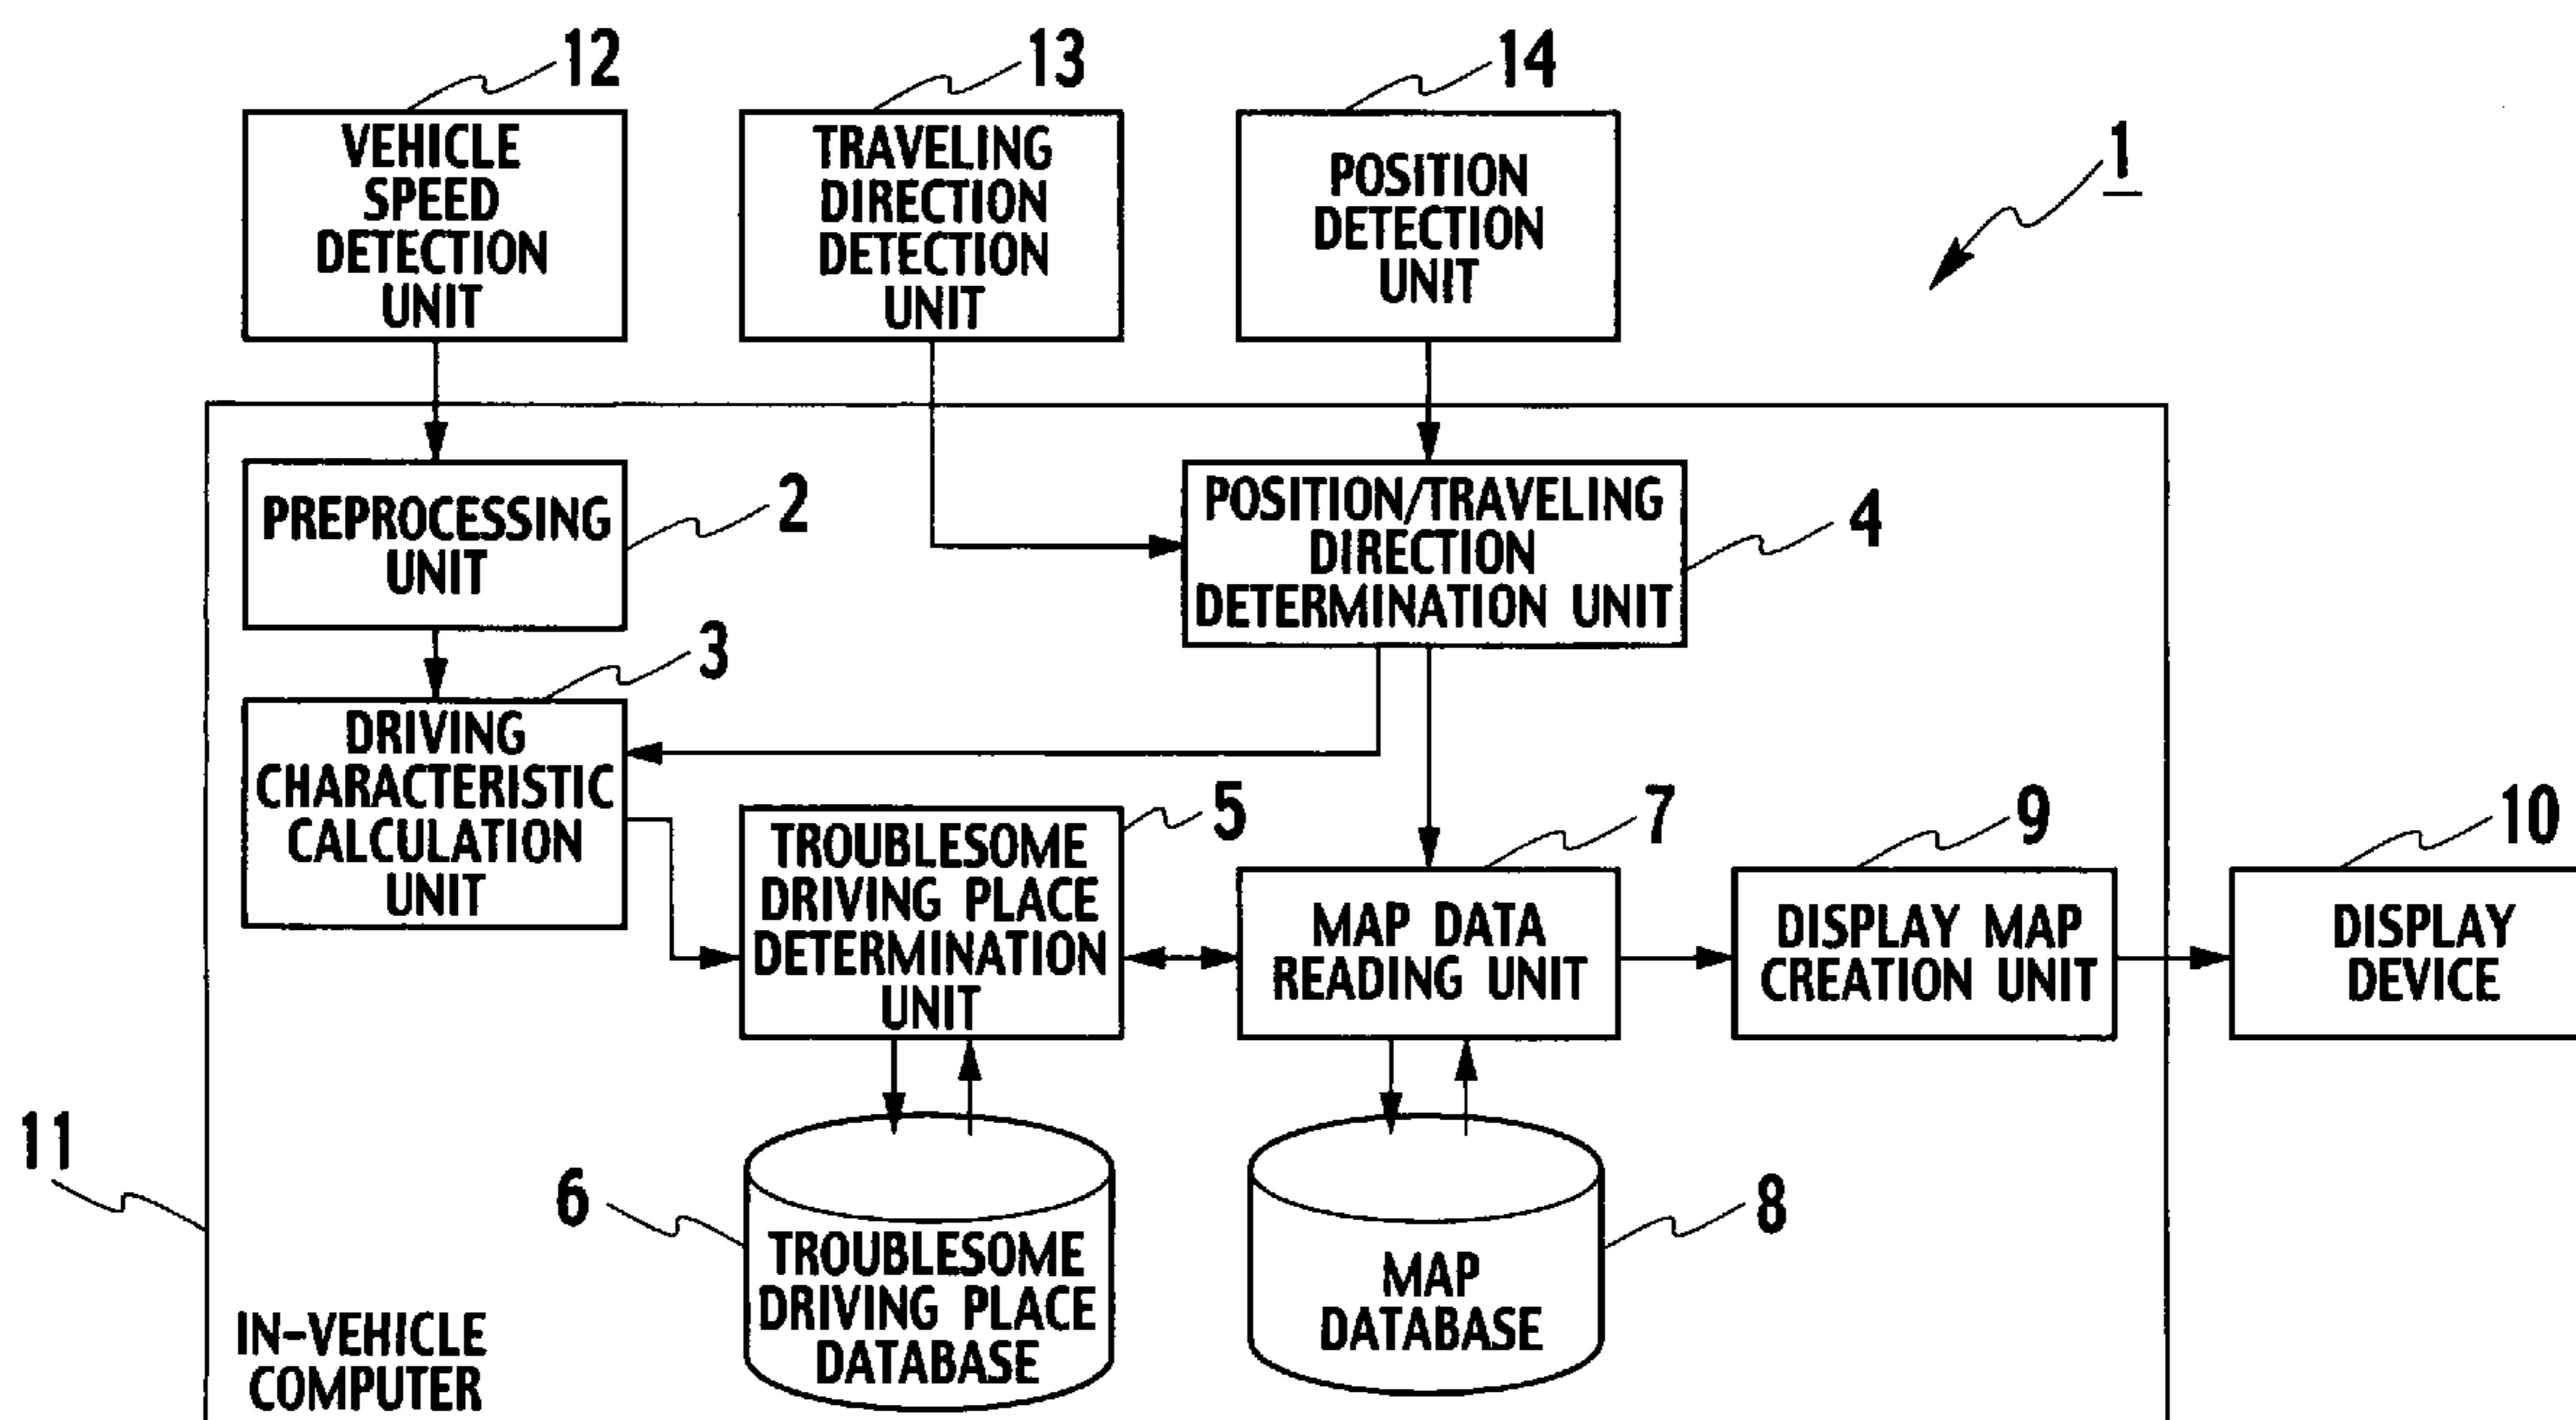 12
13
14
1
VEHICLE
SPEED
DETECTION
UNIT
TRAVELING
DIRECTION
DETECTION
UNIT
POSITION
DETECTION
UNIT
PREPROCESSING
UNIT
2
POSITION/TRAVELING
DIRECTION
DETERMINATION UNIT
4
3
DRIVING
CHARACTERISTIC
CALCULATION
UNIT
5
TROUBLESOME
DRIVING PLACE
DETERMINATION
UNIT
7
MAP DATA
READING UNIT
9
DISPLAY MAP
CREATION UNIT
10
DISPLAY
DEVICE
11
6
TROUBLESOME
DRIVING PLACE
DATABASE
8
MAP
DATABASE
IN-VEHICLE
COMPUTER